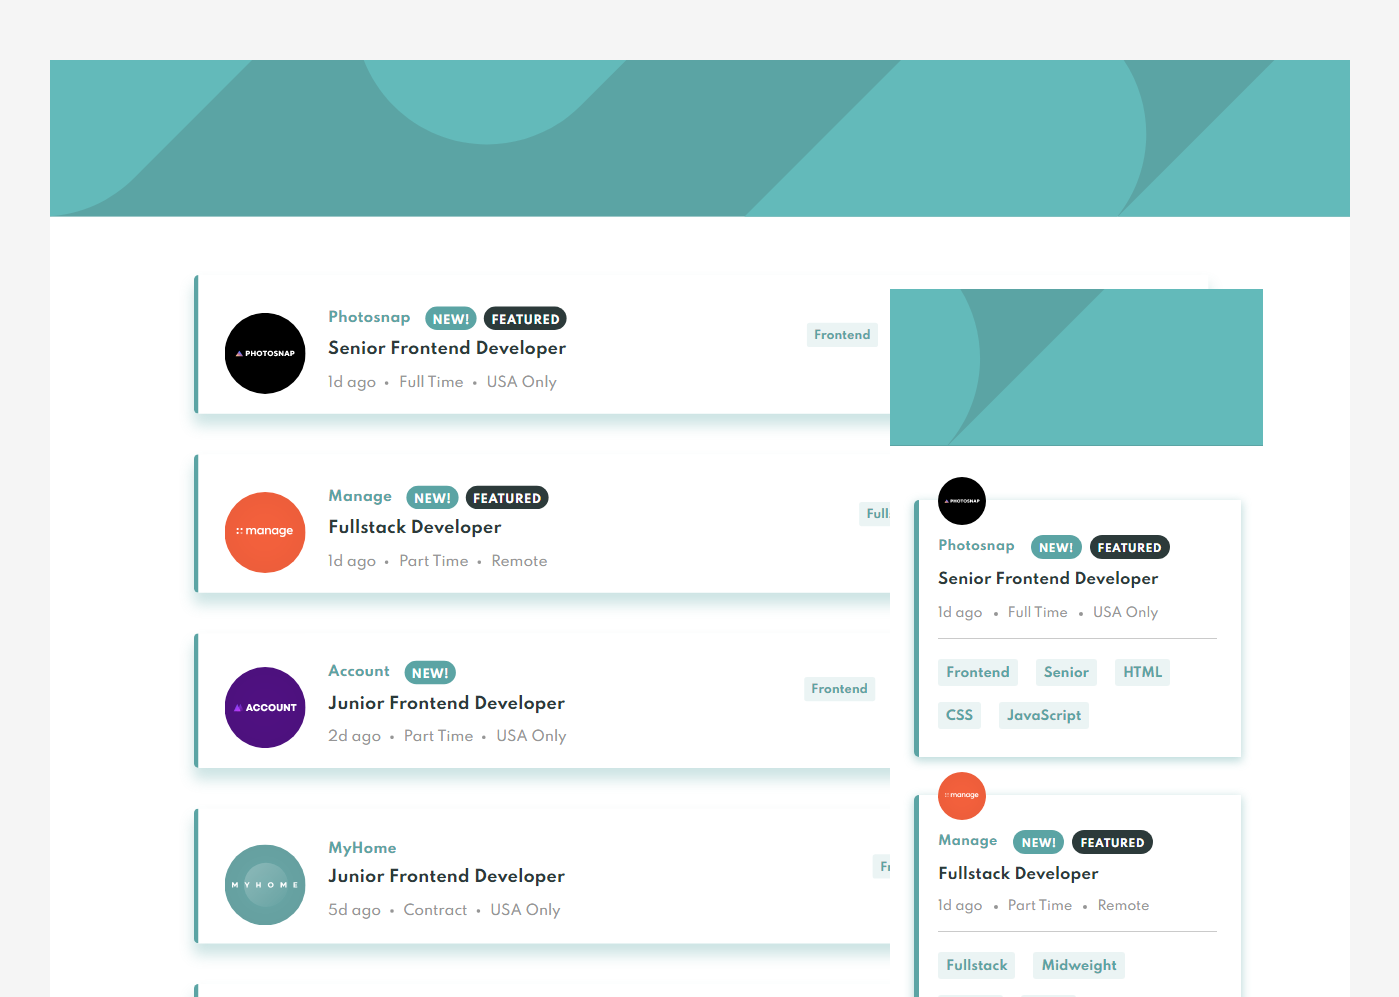 Photosnap NEW! FEATURED
PHOTOSNAP
Senior Frontend Developer
1d ago • Full Time • USA Only
Frontend
Manage NEW! FEATURED
manage
Fullstack Developer
1d ago • Part Time • Remote
Full
Account NEW!
ACCOUNT
Junior Frontend Developer
2d ago • Part Time • USA Only
Frontend
MyHome
MYHOME
Junior Frontend Developer
5d ago • Contract • USA Only
Fr
PHOTOSNAP
Photosnap NEW! FEATURED
Senior Frontend Developer
1d ago • Full Time • USA Only
Frontend Senior HTML
CSS JavaScript
manage
Manage NEW! FEATURED
Fullstack Developer
1d ago • Part Time • Remote
Fullstack Midweight